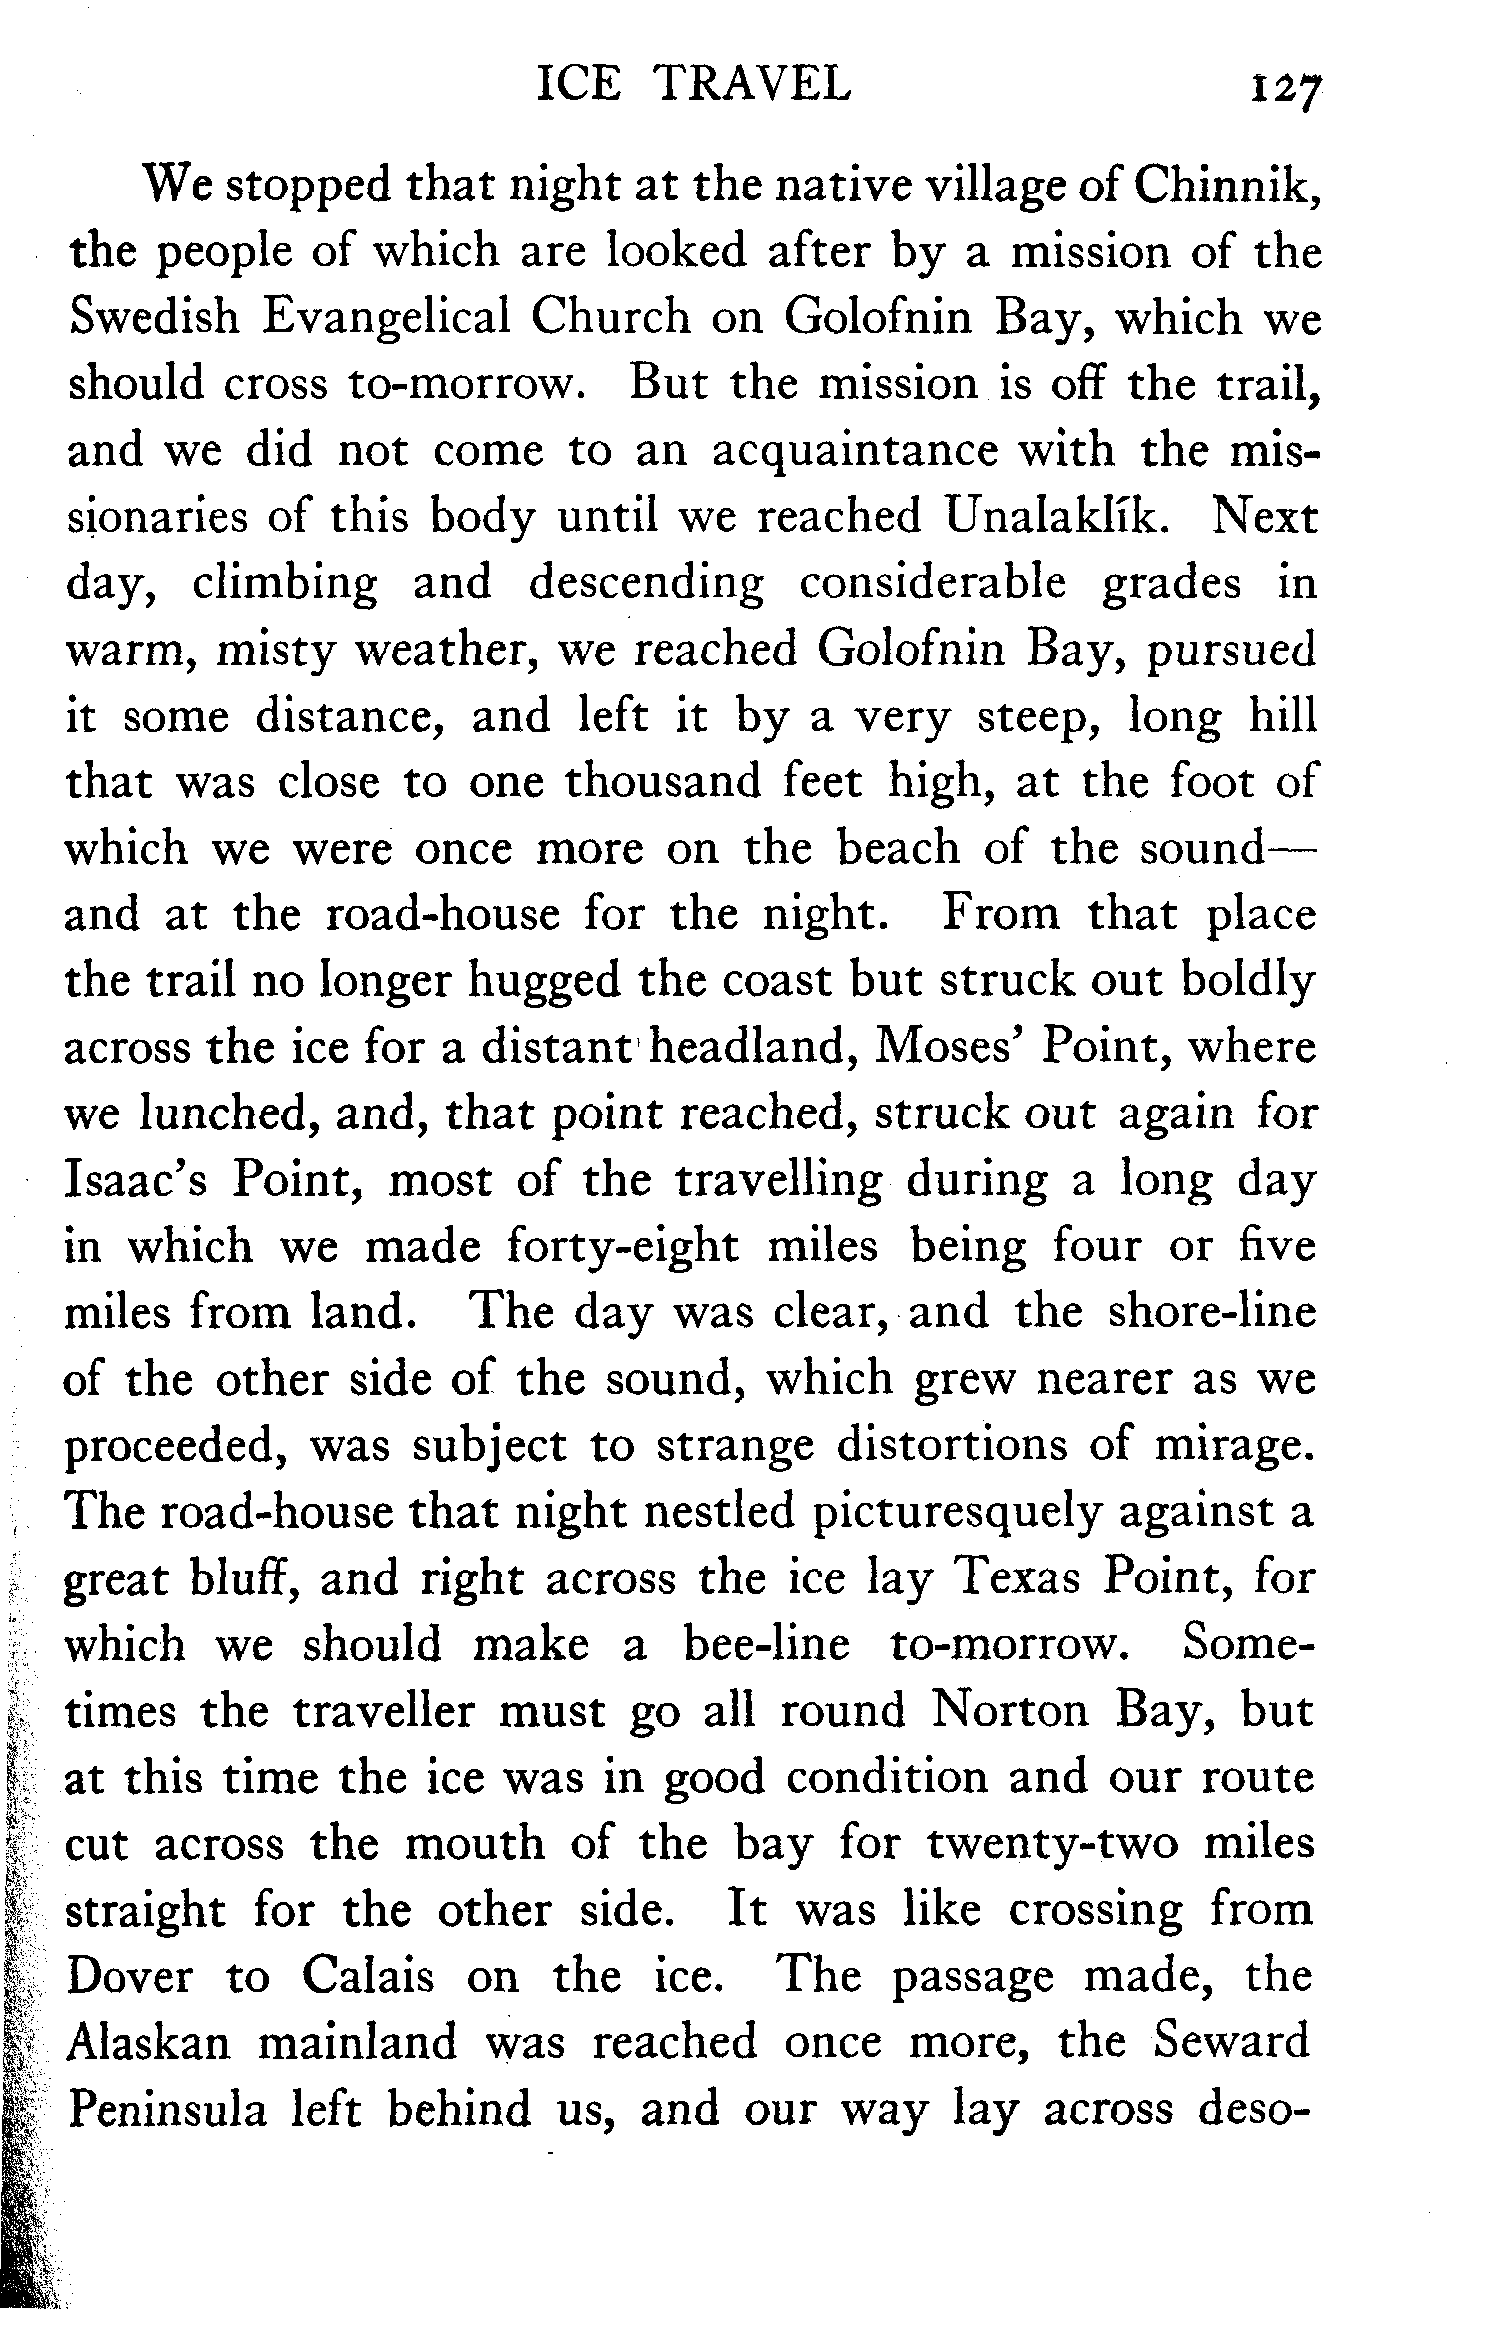 ICE TRAVEL 127
We stopped that night at the native village of Chinnik,
the people of which are looked after by a mission of the
Swedish Evangelical Church on Golofnin Bay, which we
should cross to-morrow. But the mission is off the trail,
and we did not come to an acquaintance with the mis-
sionaries of this body until we reached Unalaklík. Next
day, climbing and descending considerable grades in
warm, misty weather, we reached Golofnin Bay, pursued
it some distance, and left it by a very steep, long hill
that was close to one thousand feet high, at the foot of
which we were once more on the beach of the sound—
and at the road-house for the night. From that place
the trail no longer hugged the coast but struck out boldly
across the ice for a distant headland, Moses’ Point, where
we lunched, and, that point reached, struck out again for
Isaac’s Point, most of the travelling during a long day
in which we made forty-eight miles being four or five
miles from land. The day was clear, and the shore-line
of the other side of the sound, which grew nearer as we
proceeded, was subject to strange distortions of mirage.
The road-house that night nestled picturesquely against a
great bluff, and right across the ice lay Texas Point, for
which we should make a bee-line to-morrow. Some-
times the traveller must go all round Norton Bay, but
at this time the ice was in good condition and our route
cut across the mouth of the bay for twenty-two miles
straight for the other side. It was like crossing from
Dover to Calais on the ice. The passage made, the
Alaskan mainland was reached once more, the Seward
Peninsula left behind us, and our way lay across deso-